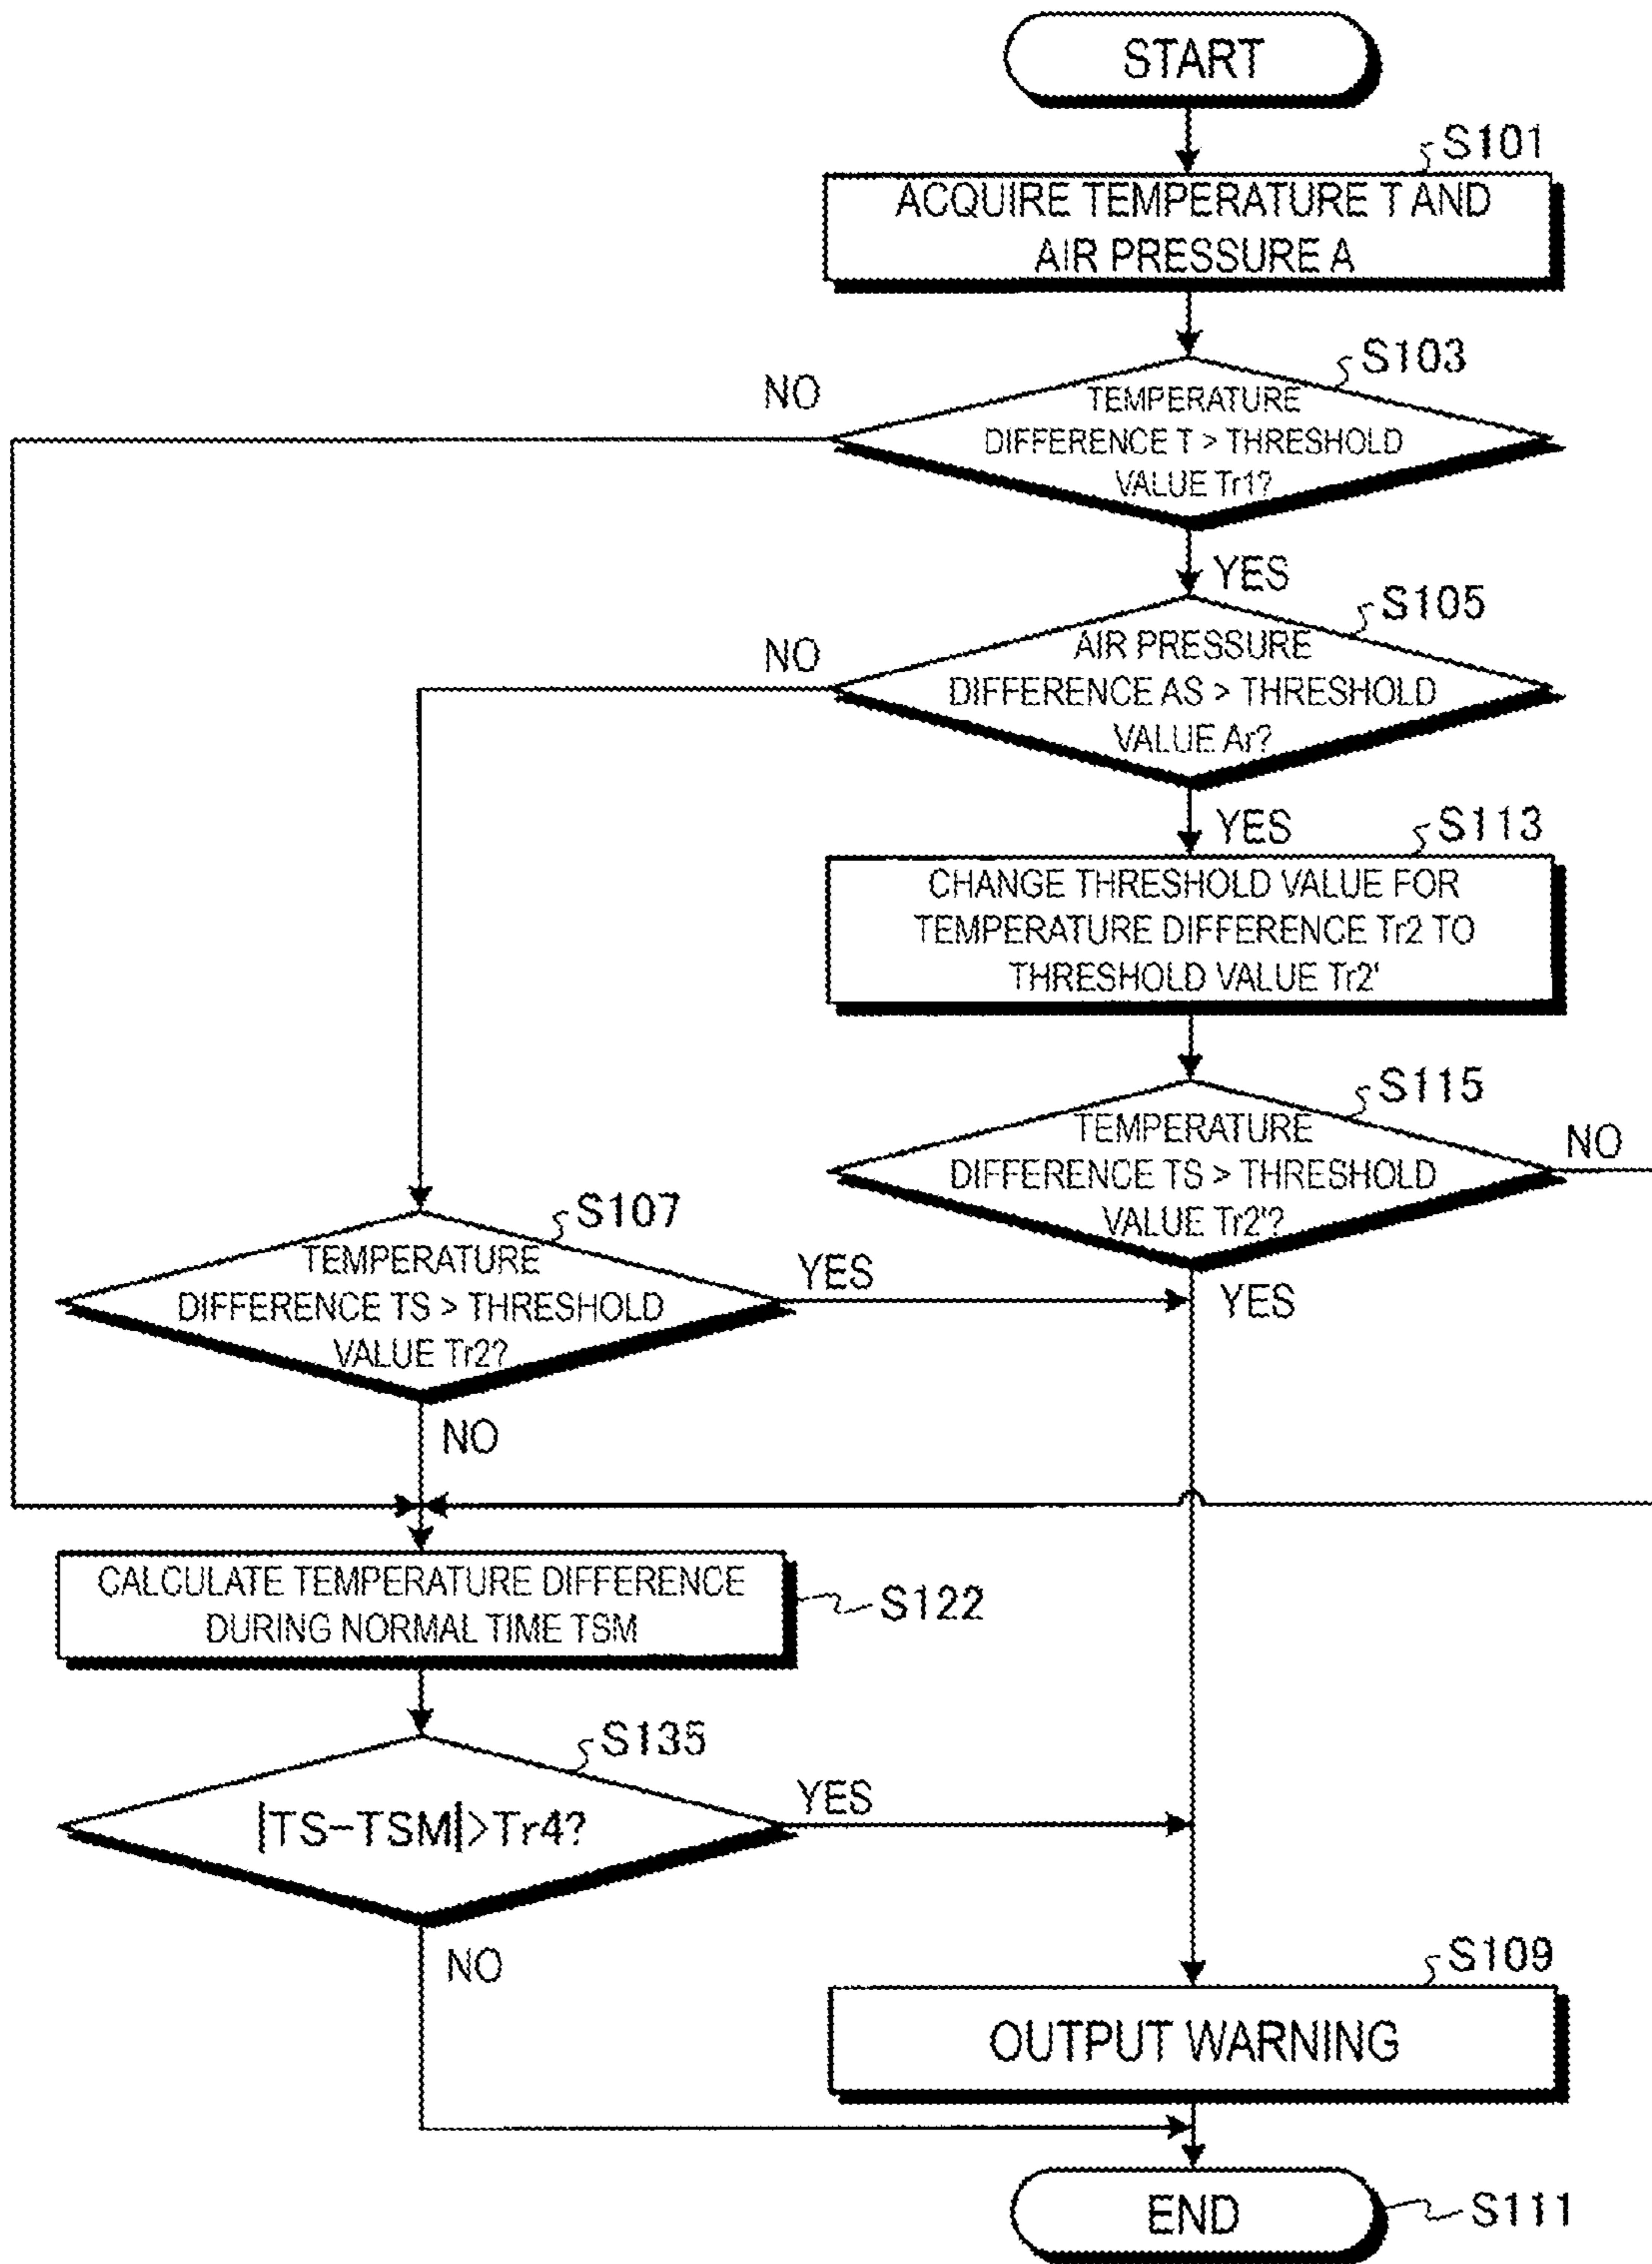 START
S101
ACQUIRE TEMPERATURE T AND
AIR PRESSURE A
S103
NO
TEMPERATURE
DIFFERENCE T > THRESHOLD
VALUE Tr1?
YES
S105
NO
AIR PRESSURE
DIFFERENCE AS > THRESHOLD
VALUE Ar?
YES
S113
CHANGE THRESHOLD VALUE FOR
TEMPERATURE DIFFERENCE Tr2 TO
THRESHOLD VALUE Tr2'
S115
TEMPERATURE
DIFFERENCE TS > THRESHOLD
VALUE Tr2'?
NO
YES
S107
TEMPERATURE
DIFFERENCE TS > THRESHOLD
VALUE Tr2?
YES
NO
CALCULATE TEMPERATURE DIFFERENCE
DURING NORMAL TIME TSM
S122
S135
|TS-TSM|>Tr4?
YES
NO
S109
OUTPUT WARNING
END
S111